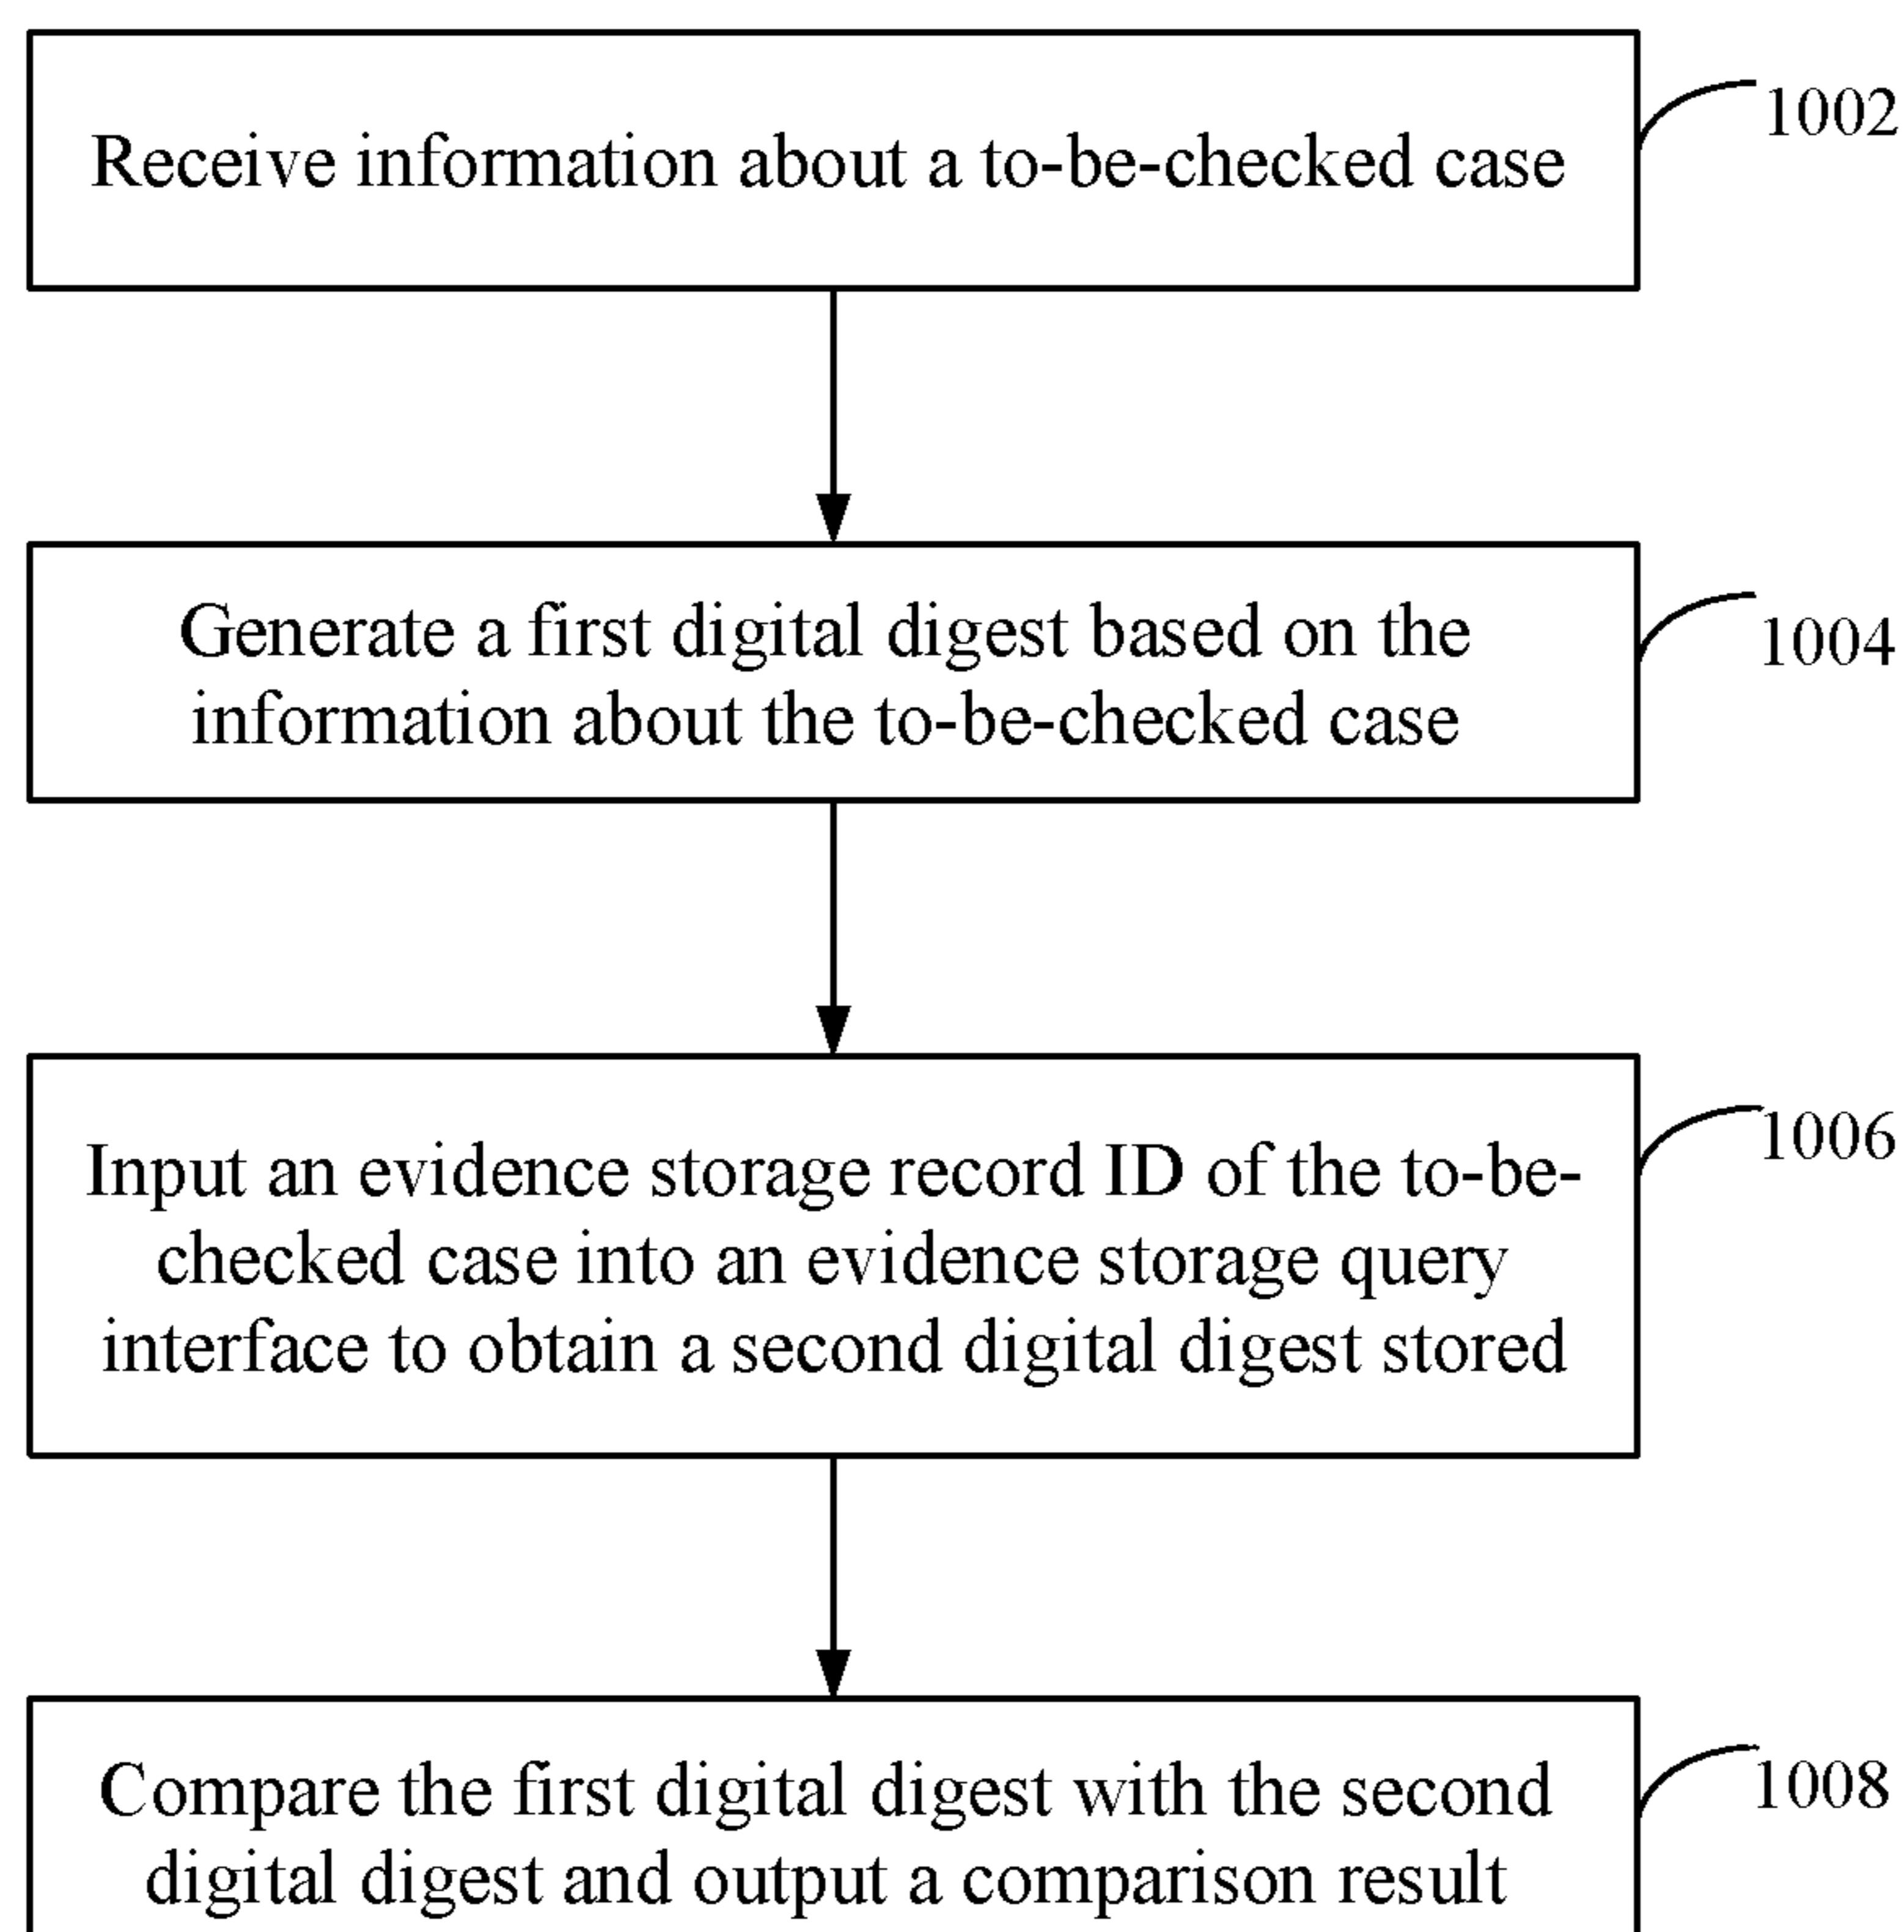 Receive information about a to-be-checked case
1002
Generate a first digital digest based on the
information about the to-be-checked case
1004
Input an evidence storage record ID of the to-be-
checked case into an evidence storage query
interface to obtain a second digital digest stored
1006
Compare the first digital digest with the second
digital digest and output a comparison result
1008